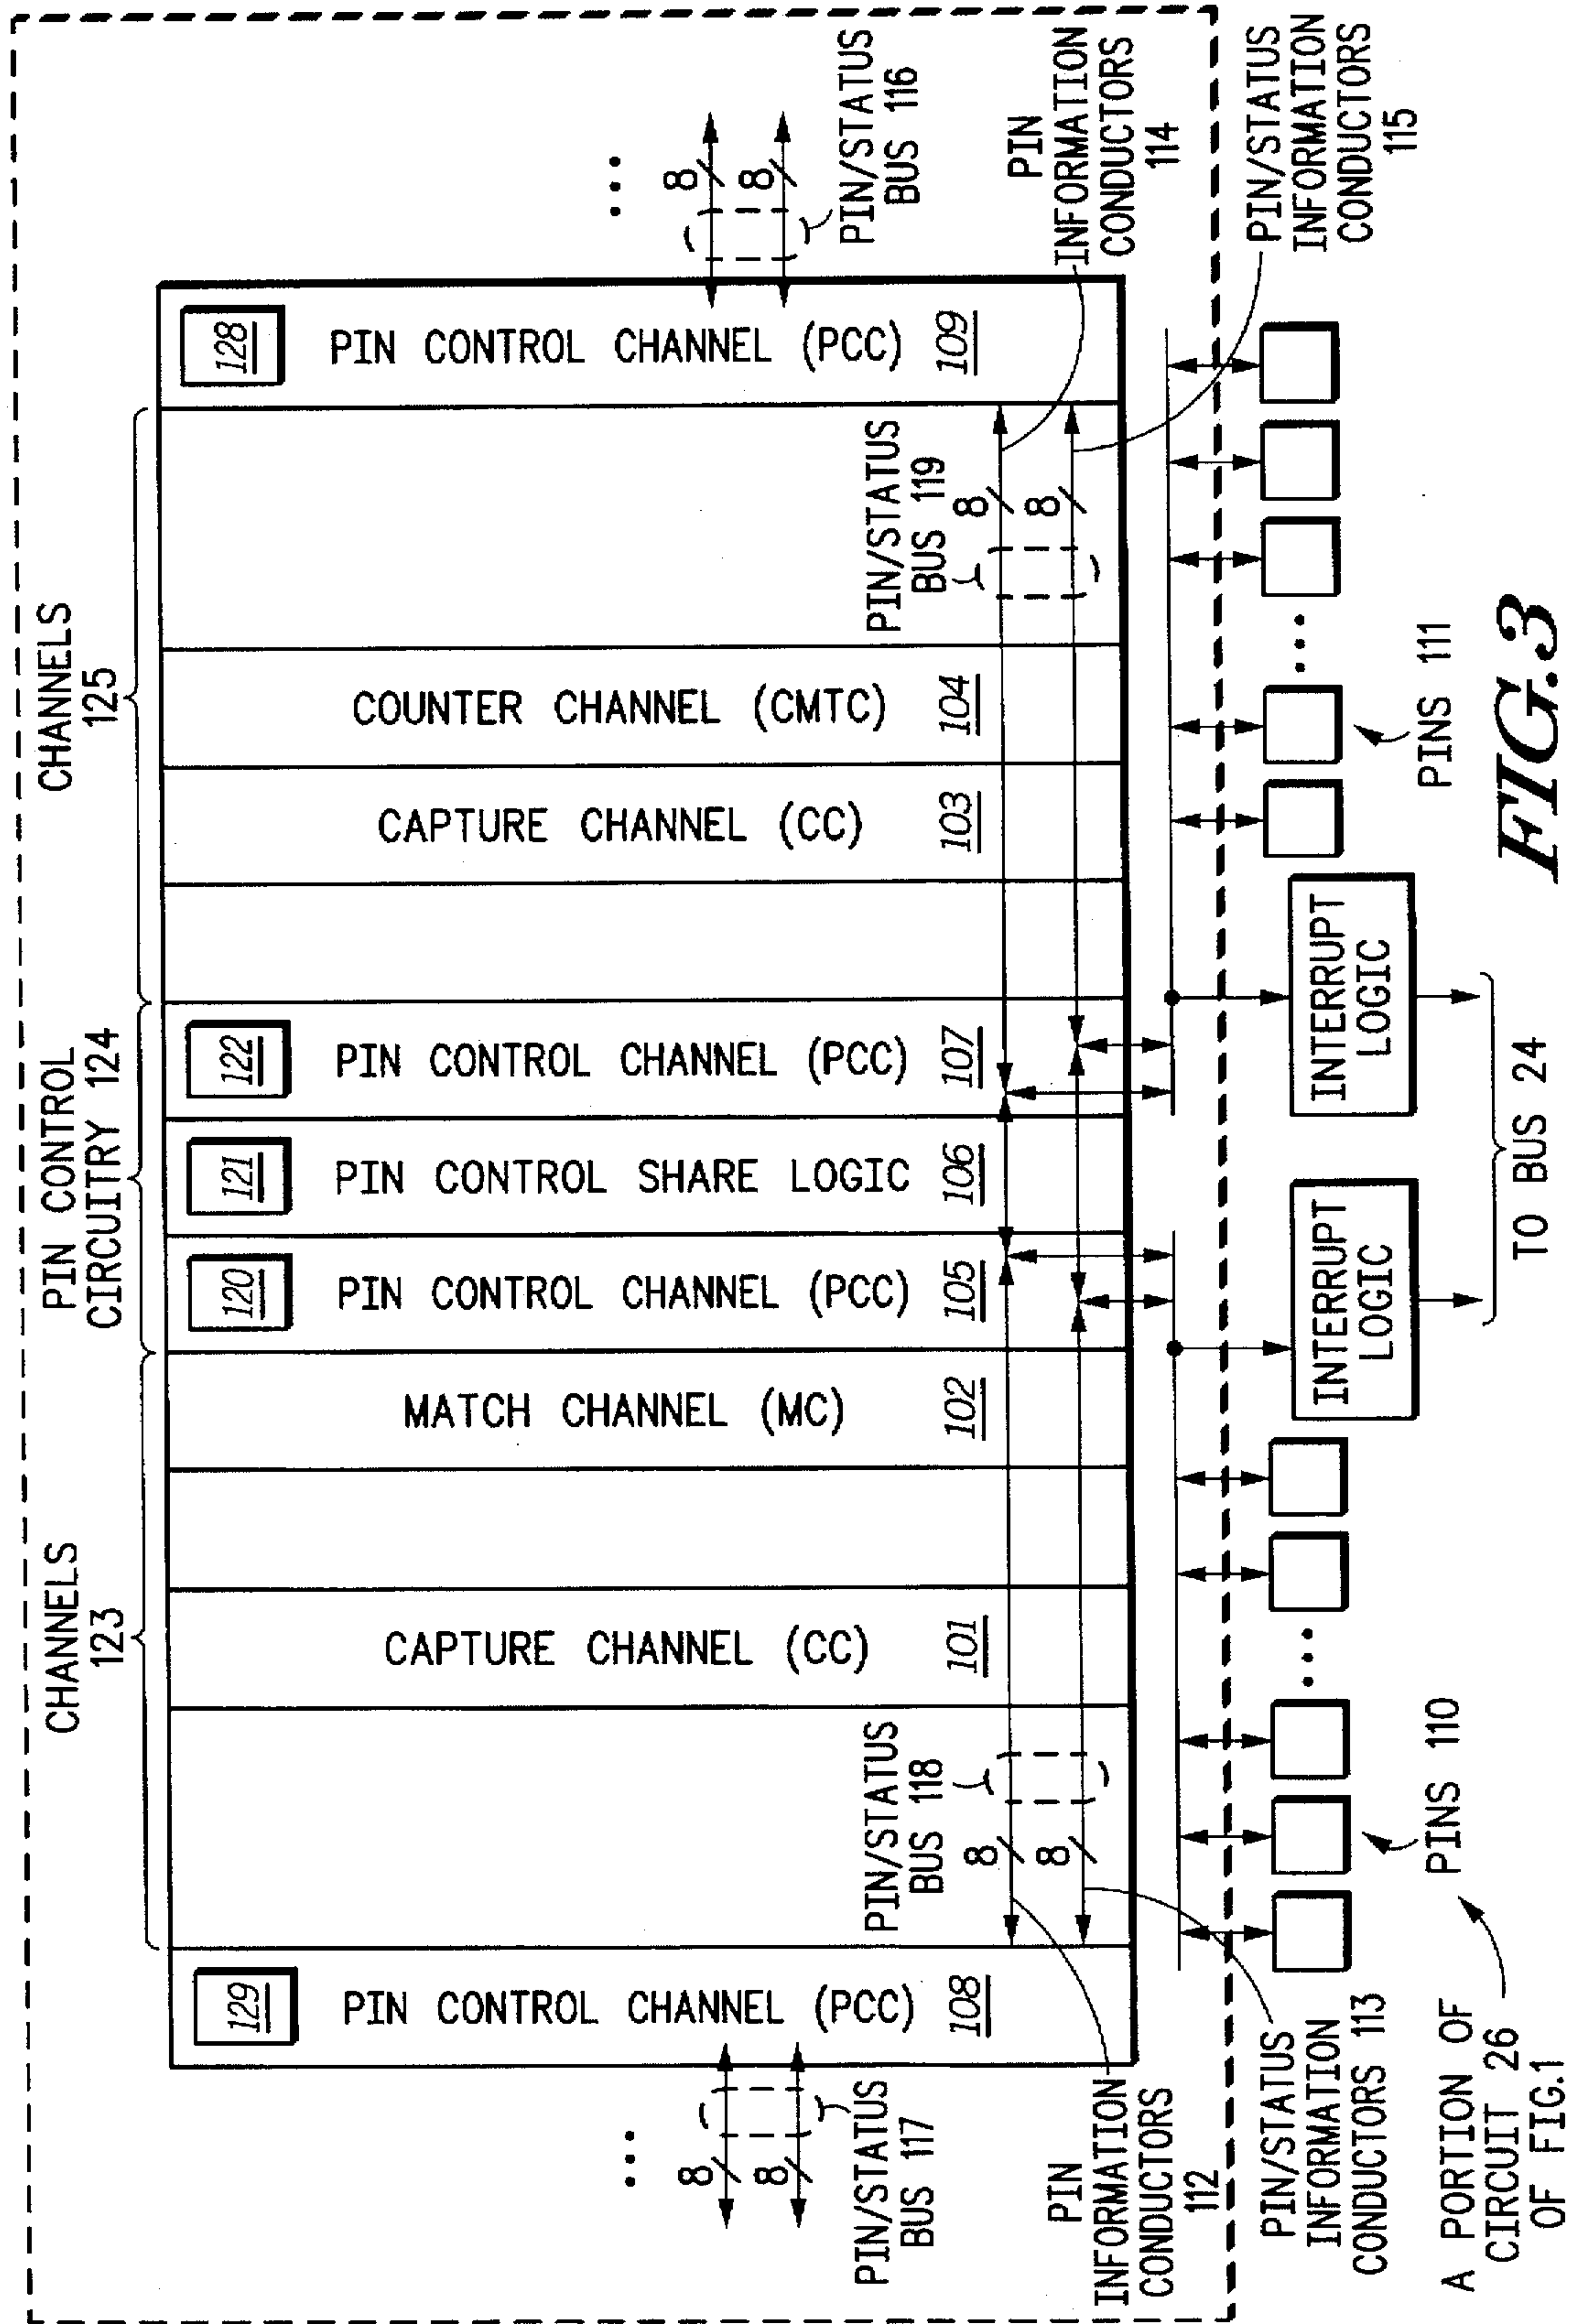 CHANNELS
123
PIN CONTROL
CIRCUITRY 124
CHANNELS
125
129
PIN CONTROL CHANNEL (PCC)
108
CAPTURE CHANNEL (CC)
101
MATCH CHANNEL (MC)
102
120
PIN CONTROL CHANNEL (PCC)
105
121
PIN CONTROL SHARE LOGIC
106
122
PIN CONTROL CHANNEL (PCC)
107
CAPTURE CHANNEL (CC)
103
COUNTER CHANNEL (CMTC)
104
128
PIN CONTROL CHANNEL (PCC)
109
•••
8
8
PIN/STATUS
BUS 117
PIN/STATUS
BUS 118
8
8
PIN/STATUS
BUS 119
8
8
•••
8
8
PIN/STATUS
BUS 116
PIN
INFORMATION
CONDUCTORS
112
PIN/STATUS
INFORMATION
CONDUCTORS 113
PIN
INFORMATION
CONDUCTORS
114
PIN/STATUS
INFORMATION
CONDUCTORS
115
•••
PINS 110
INTERRUPT
LOGIC
INTERRUPT
LOGIC
TO BUS 24
•••
PINS 111
A PORTION OF
CIRCUIT 26
OF FIG.1
FIG.3